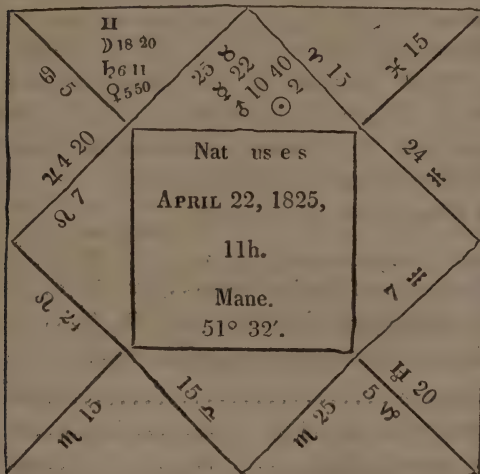 ♊
☽ 18 20
♄ 6 11
♀ 5 50
25 ♉
☿ 22
♂ 10 40
☉ 2
♈ 15
♓ 15
♋ 5
♃ 4 20
♌ 7
24 ♒
Nat us e s
APRIL 22, 1825,
11h.
Mane.
51° 32′.
♌ 24
7 ♒
♏ 15
15 ♎
♏ 25
5 ♑
♅ 20